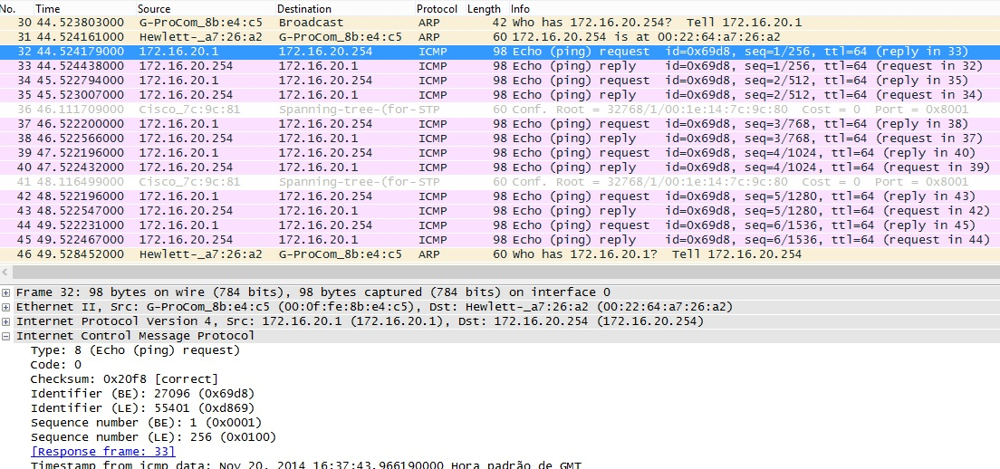 No. Time Source Destination Protocol Length Info
30 44.523803000 G-ProCom_8b:e4:c5 Broadcast ARP 42 Who has 172.16.20.254? Tell 172.16.20.1
31 44.524161000 Hewlett-_a7:26:a2 G-ProCom_8b:e4:c5 ARP 60 172.16.20.254 is at 00:22:64:a7:26:a2
32 44.524179000 172.16.20.1 172.16.20.254 ICMP 98 Echo (ping) request id=0x69d8, seq=1/256, ttl=64 (reply in 33)
33 44.524438000 172.16.20.254 172.16.20.1 ICMP 98 Echo (ping) reply id=0x69d8, seq=1/256, ttl=64 (request in 32)
34 45.522794000 172.16.20.1 172.16.20.254 ICMP 98 Echo (ping) request id=0x69d8, seq=2/512, ttl=64 (reply in 35)
35 45.523007000 172.16.20.254 172.16.20.1 ICMP 98 Echo (ping) reply id=0x69d8, seq=2/512, ttl=64 (request in 34)
36 46.111709000 Cisco_7c:9c:81 Spanning-tree-(for- STP 60 Conf. Root = 32768/1/00:1e:14:7c:9c:80 Cost = 0 Port = 0x8001
37 46.522200000 172.16.20.1 172.16.20.254 ICMP 98 Echo (ping) request id=0x69d8, seq=3/768, ttl=64 (reply in 38)
38 46.522566000 172.16.20.254 172.16.20.1 ICMP 98 Echo (ping) reply id=0x69d8, seq=3/768, ttl=64 (request in 37)
39 47.522196000 172.16.20.1 172.16.20.254 ICMP 98 Echo (ping) request id=0x69d8, seq=4/1024, ttl=64 (reply in 40)
40 47.522432000 172.16.20.254 172.16.20.1 ICMP 98 Echo (ping) reply id=0x69d8, seq=4/1024, ttl=64 (request in 39)
41 48.116499000 Cisco_7c:9c:81 Spanning-tree-(for- STP 60 Conf. Root = 32768/1/00:1e:14:7c:9c:80 Cost = 0 Port = 0x8001
42 48.522196000 172.16.20.1 172.16.20.254 ICMP 98 Echo (ping) request id=0x69d8, seq=5/1280, ttl=64 (reply in 43)
43 48.522547000 172.16.20.254 172.16.20.1 ICMP 98 Echo (ping) reply id=0x69d8, seq=5/1280, ttl=64 (request in 42)
44 49.522231000 172.16.20.1 172.16.20.254 ICMP 98 Echo (ping) request id=0x69d8, seq=6/1536, ttl=64 (reply in 45)
45 49.522467000 172.16.20.254 172.16.20.1 ICMP 98 Echo (ping) reply id=0x69d8, seq=6/1536, ttl=64 (request in 44)
46 49.528452000 Hewlett-_a7:26:a2 G-ProCom_8b:e4:c5 ARP 60 Who has 172.16.20.1? Tell 172.16.20.254
Frame 32: 98 bytes on wire (784 bits), 98 bytes captured (784 bits) on interface 0
Ethernet II, Src: G-ProCom_8b:e4:c5 (00:0f:fe:8b:e4:c5), Dst: Hewlett-_a7:26:a2 (00:22:64:a7:26:a2)
Internet Protocol Version 4, Src: 172.16.20.1 (172.16.20.1), Dst: 172.16.20.254 (172.16.20.254)
Internet Control Message Protocol
Type: 8 (Echo (ping) request)
Code: 0
Checksum: 0x20f8 [correct]
Identifier (BE): 27096 (0x69d8)
Identifier (LE): 55401 (0xd869)
Sequence number (BE): 1 (0x0001)
Sequence number (LE): 256 (0x0100)
[Response frame: 33]
Timestamp from icmp data: Nov 20, 2014 16:37:43.966190000 Hora padrão de GMT